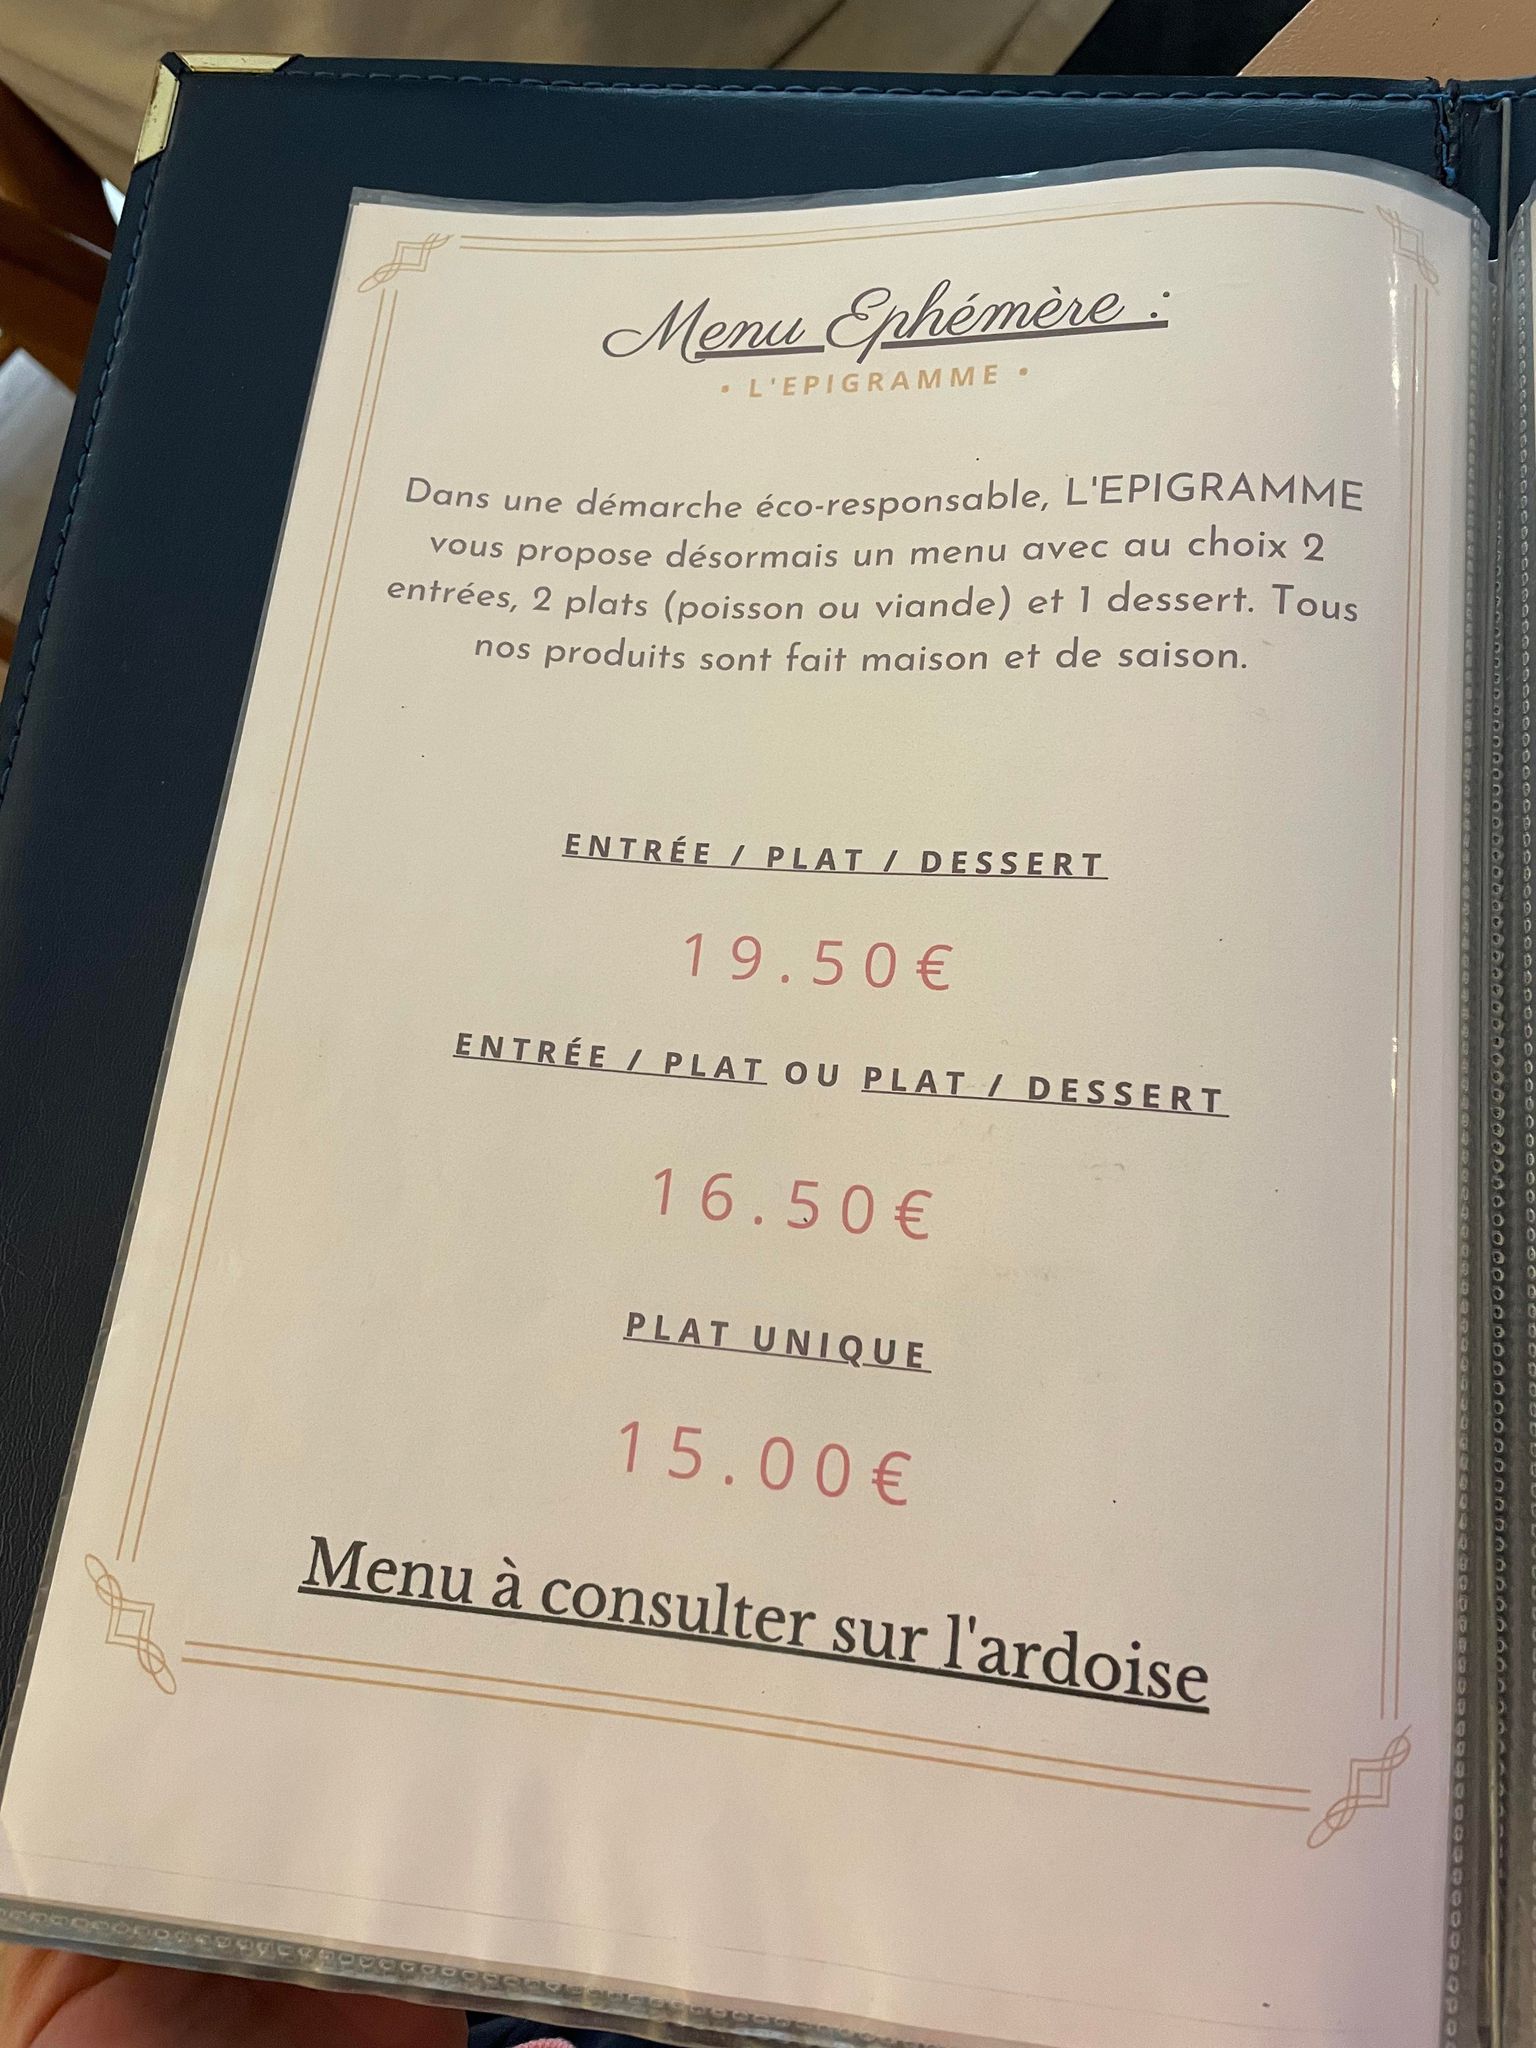 Menu Ephémère :
• L'EPIGRAMME •
Dans une démarche éco-responsable, L'EPIGRAMME
vous propose désormais un menu avec au choix 2
entrées, 2 plats (poisson ou viande) et 1 dessert. Tous
nos produits sont fait maison et de saison.
ENTRÉE / PLAT / DESSERT
19.50€
ENTRÉE / PLAT OU PLAT / DESSERT
16.50€
PLAT UNIQUE
15.00€
Menu à consulter sur l'ardoise